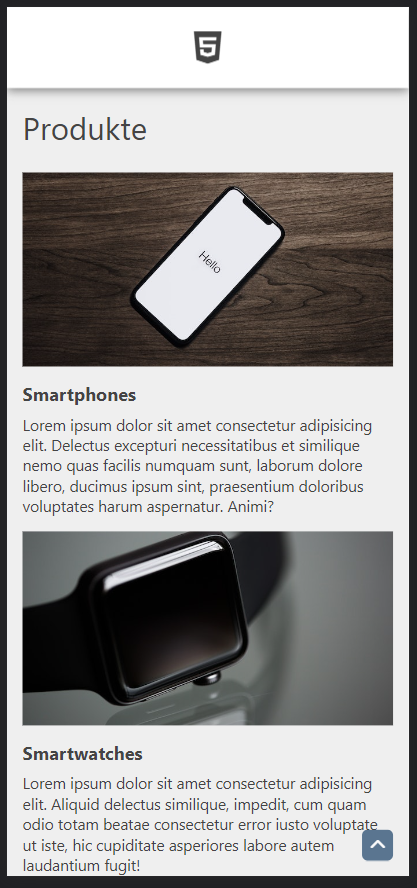 5
Produkte
Hello
Smartphones
Lorem ipsum dolor sit amet consectetur adipisicing
elit. Delectus excepturi necessitatibus et similique
nemo quas facilis numquam sunt, laborum dolore
libero, ducimus ipsum sint, praesentium doloribus
voluptates harum aspernatur. Animi?
Smartwatches
Lorem ipsum dolor sit amet consectetur adipisicing
elit. Aliquid delectus similique, impedit, cum quam
odio totam beatae consectetur error iusto voluptate
ut iste, hic cupiditate asperiores labore autem
laudantium fugit!